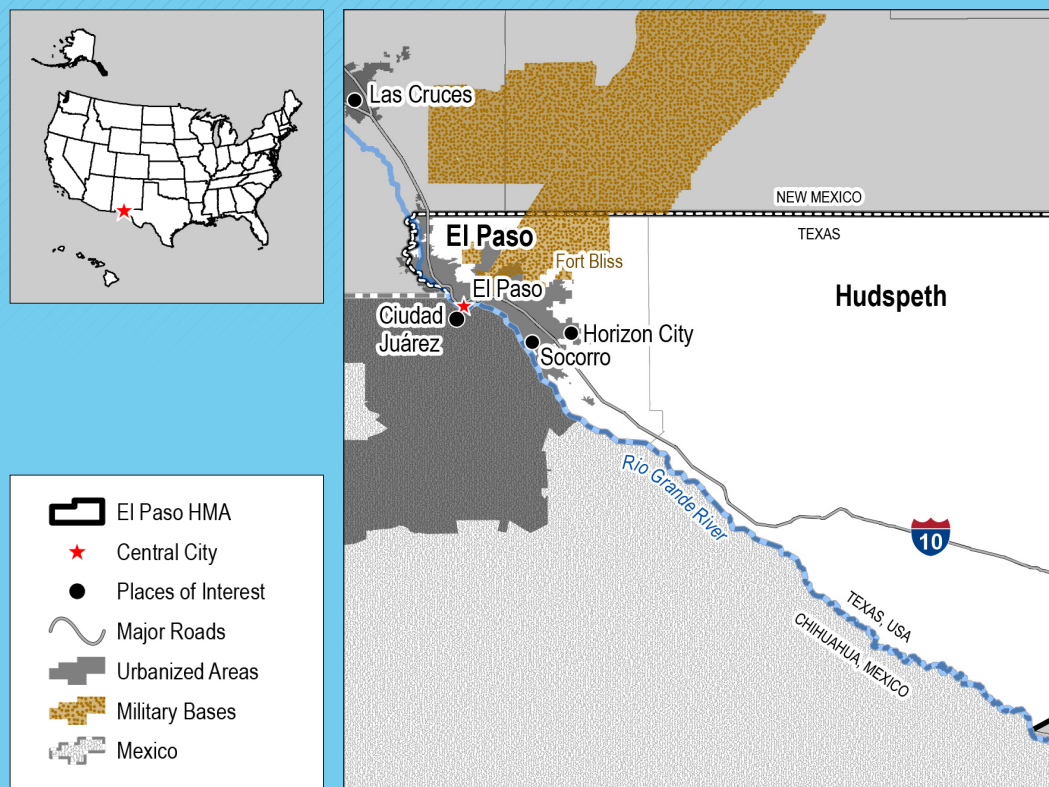 Las Cruces
NEW MEXICO
TEXAS
El Paso
Fort Bliss
El Paso
Hudspeth
Ciudad
Juárez
Horizon City
Socorro
Rio Grande River
10
TEXAS, USA
CHIHUAHUA, MEXICO
El Paso HMA
Central City
Places of Interest
Major Roads
Urbanized Areas
Military Bases
Mexico